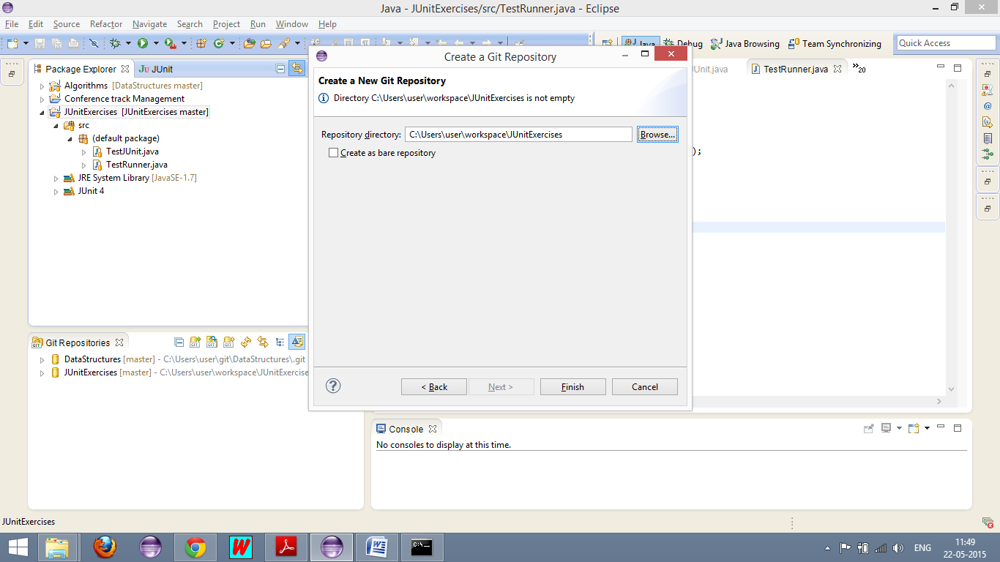 Java - JUnitExercises/src/TestRunner.java - Eclipse
File Edit Source Refactor Navigate Search Project Run Window Help
Java Debug Java Browsing Team Synchronizing Quick Access
Package Explorer JUnit
Algorithms [DataStructures master]
Conference track Management
JUnitExercises [JUnitExercises master]
src
(default package)
TestJUnit.java
TestRunner.java
JRE System Library [JavaSE-1.7]
JUnit 4
Git Repositories
DataStructures [master] - C:\Users\user\git\DataStructures\.git
JUnitExercises [master] - C:\Users\user\workspace\JUnitExercise
Create a Git Repository
Create a New Git Repository
Directory C:\Users\user\workspace\JUnitExercises is not empty
Repository directory: C:\Users\user\workspace\JUnitExercises Browse...
Create as bare repository
? < Back Next > Finish Cancel
Unit.java TestRunner.java »20
);
Console
No consoles to display at this time.
JUnitExercises
ENG
11:49
22-05-2015